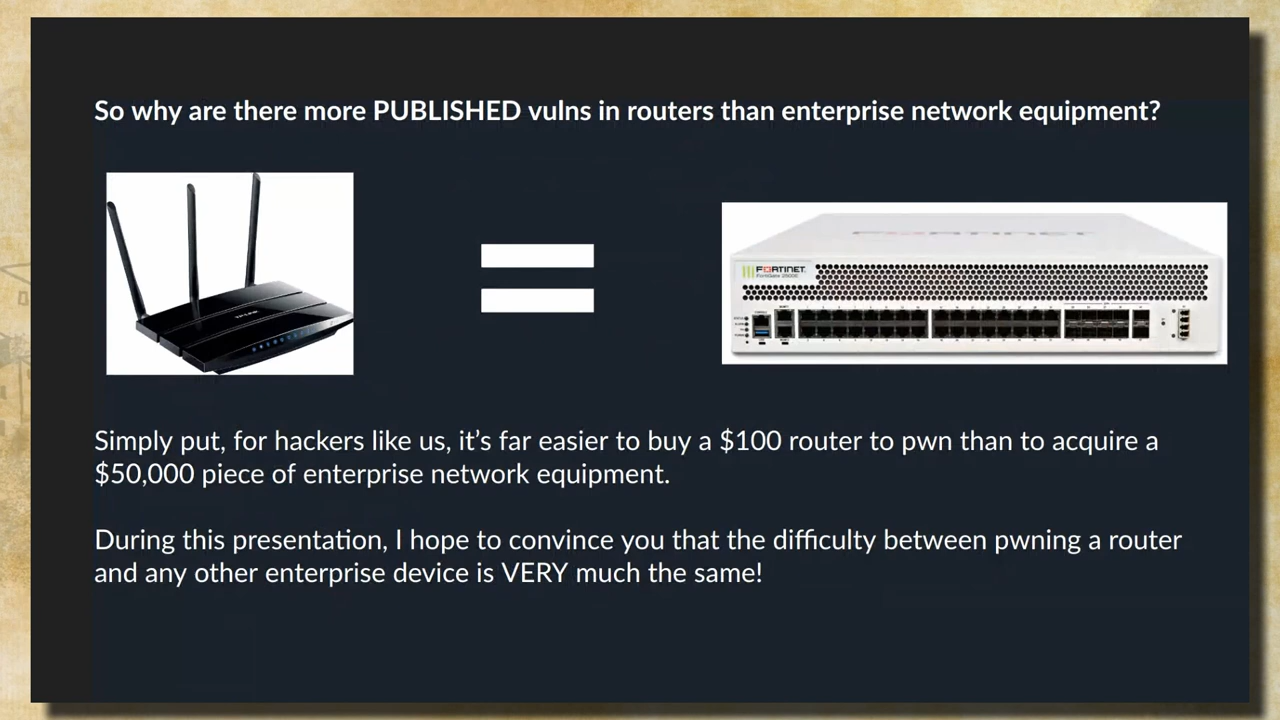 So why are there more PUBLISHED vulns in routers than enterprise network equipment?
FORTINET
Simply put, for hackers like us, it’s far easier to buy a $100 router to pwn than to acquire a
$50,000 piece of enterprise network equipment.
During this presentation, I hope to convince you that the difficulty between pwning a router
and any other enterprise device is VERY much the same!